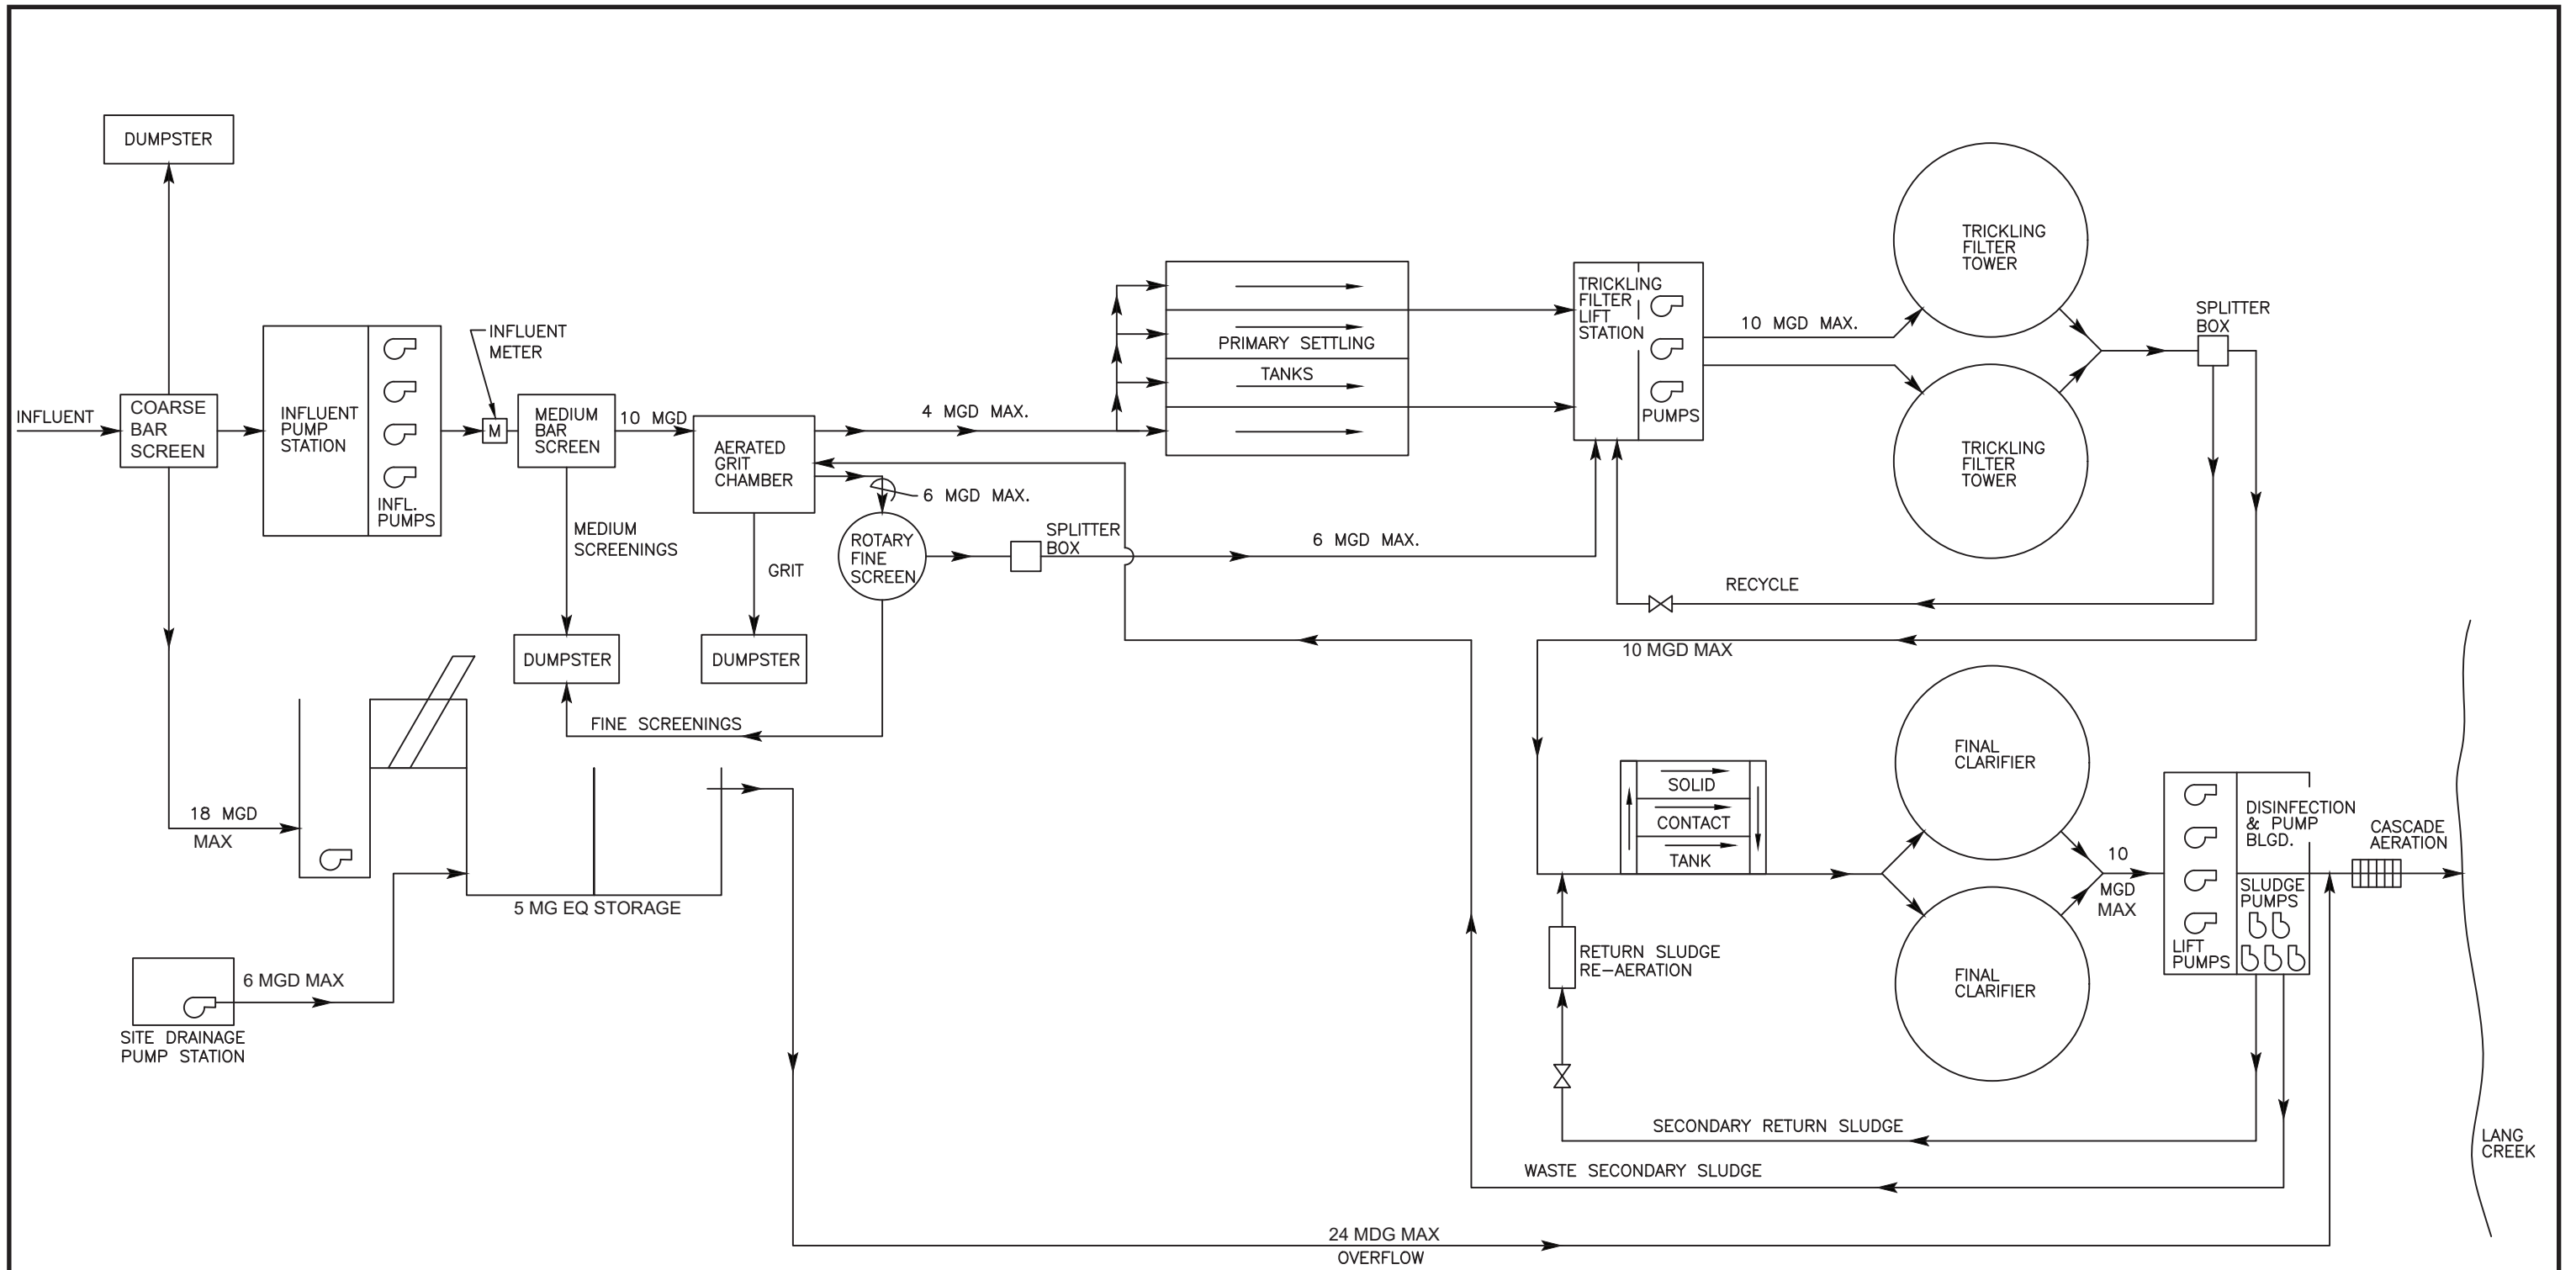 DUMPSTER
INFLUENT
COARSE
BAR
SCREEN
INFLUENT
PUMP
STATION
INFL.
PUMPS
INFLUENT
METER
M
MEDIUM
BAR
SCREEN
10 MGD
AERATED
GRIT
CHAMBER
4 MGD MAX.
6 MGD MAX.
MEDIUM
SCREENINGS
GRIT
ROTARY
FINE
SCREEN
SPLITTER
BOX
6 MGD MAX.
DUMPSTER
DUMPSTER
FINE SCREENINGS
PRIMARY SETTLING
TANKS
TRICKLING
FILTER
LIFT
STATION
PUMPS
10 MGD MAX.
TRICKLING
FILTER
TOWER
TRICKLING
FILTER
TOWER
SPLITTER
BOX
RECYCLE
10 MGD MAX
18 MGD
MAX
5 MG EQ STORAGE
6 MGD MAX
SITE DRAINAGE
PUMP STATION
SOLID
CONTACT
TANK
FINAL
CLARIFIER
FINAL
CLARIFIER
10
MGD
MAX
DISINFECTION
& PUMP
BLGD.
SLUDGE
PUMPS
LIFT
PUMPS
CASCADE
AERATION
RETURN SLUDGE
RE-AERATION
SECONDARY RETURN SLUDGE
WASTE SECONDARY SLUDGE
24 MDG MAX
OVERFLOW
LANG
CREEK